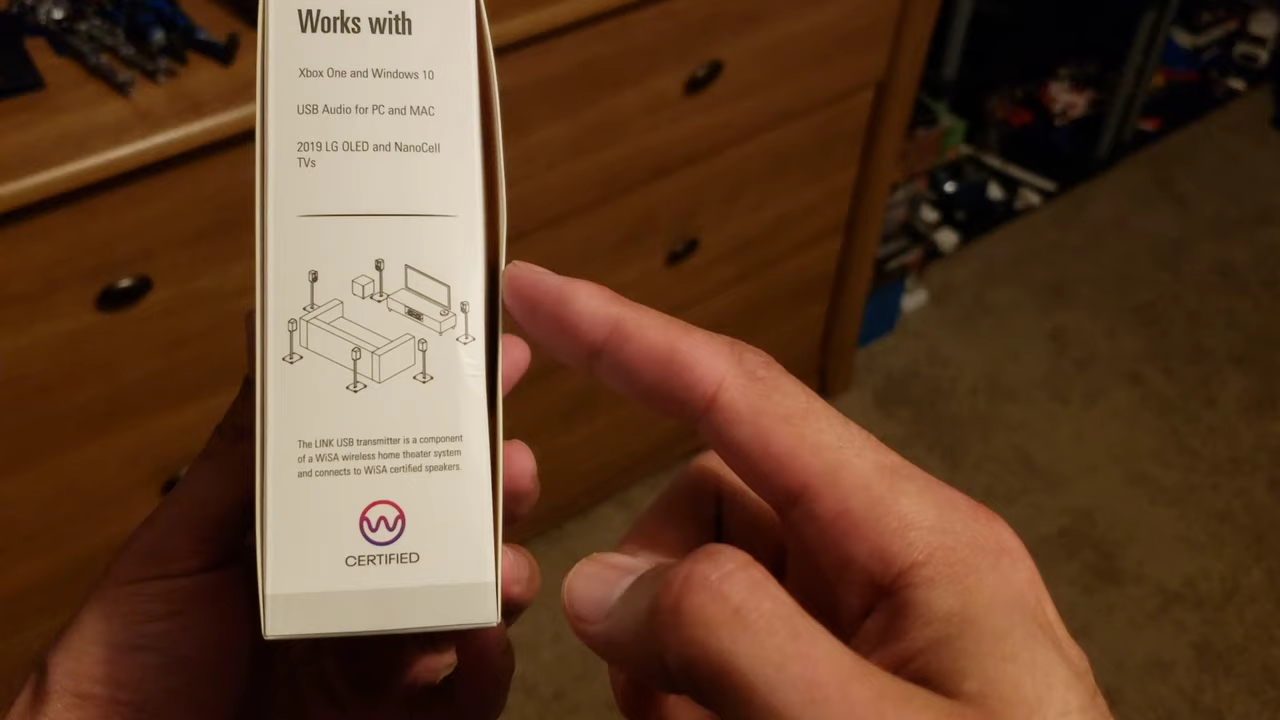 Works with
Xbox One and Windows 10
USB Audio for PC and MAC
2019 LG OLED and NanoCell
TVs
The LINK USB transmitter is a component
of a WiSA wireless home theater system
and connects to WiSA certified speakers.
CERTIFIED